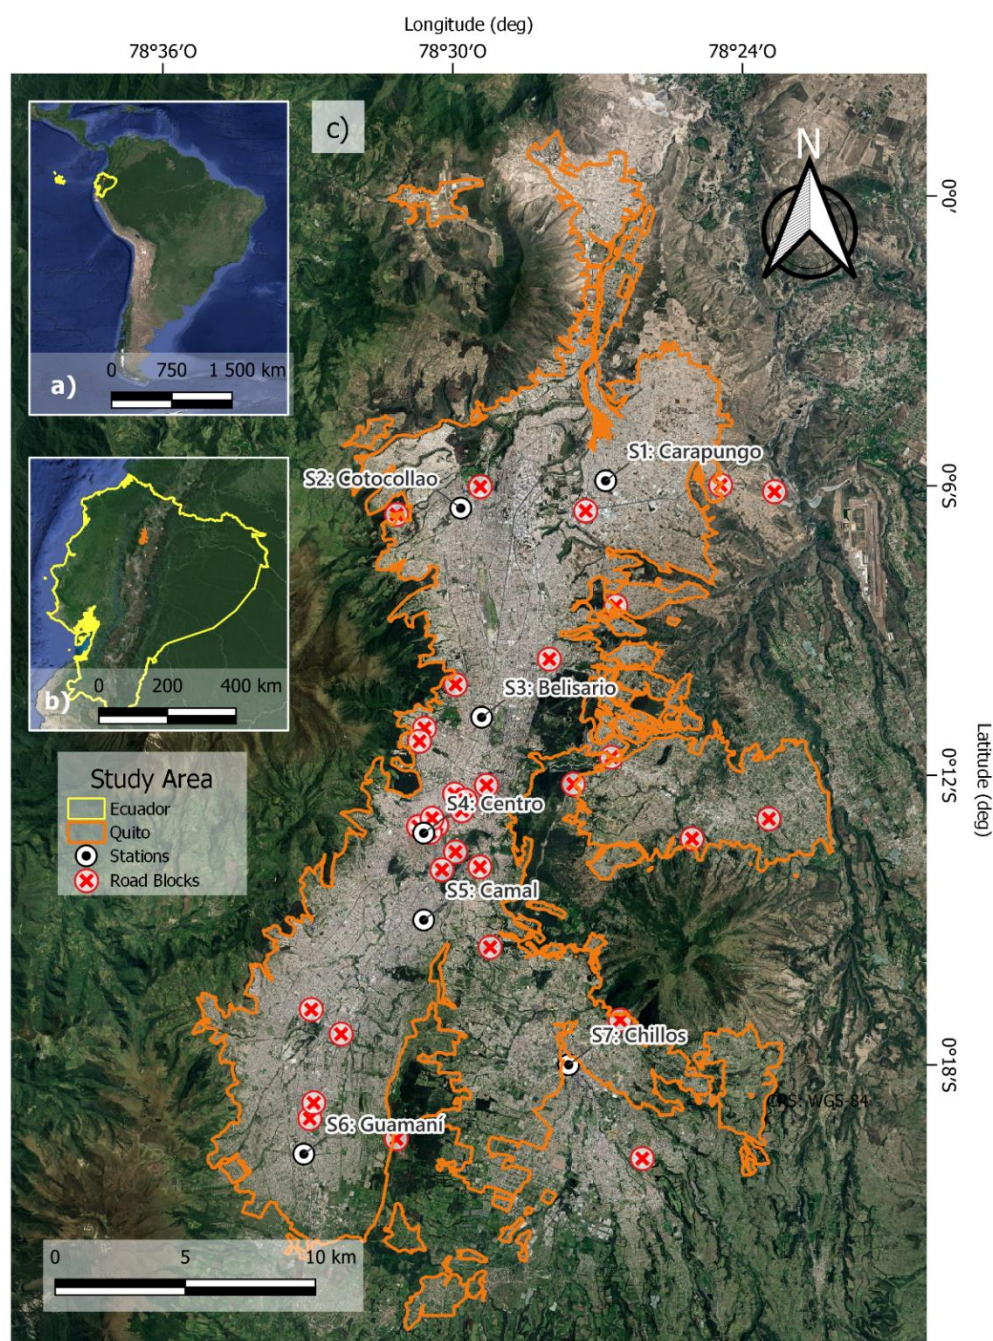 Longitude (deg)
78°36'O
78°30'O
78°24'O
c)
N
0°0'
0 750 1 500 km
a)
S1: Carapungo
S2: Cotocollao
0°6'S
0 200 400 km
b)
S3: Belisario
Study Area
Ecuador
Quito
Stations
Road Blocks
S4: Centro
0°12'S
Latitude (deg)
S5: Camal
S7: Chillos
0°18'S
CRS: WGS-84
S6: Guamaní
0 5 10 km